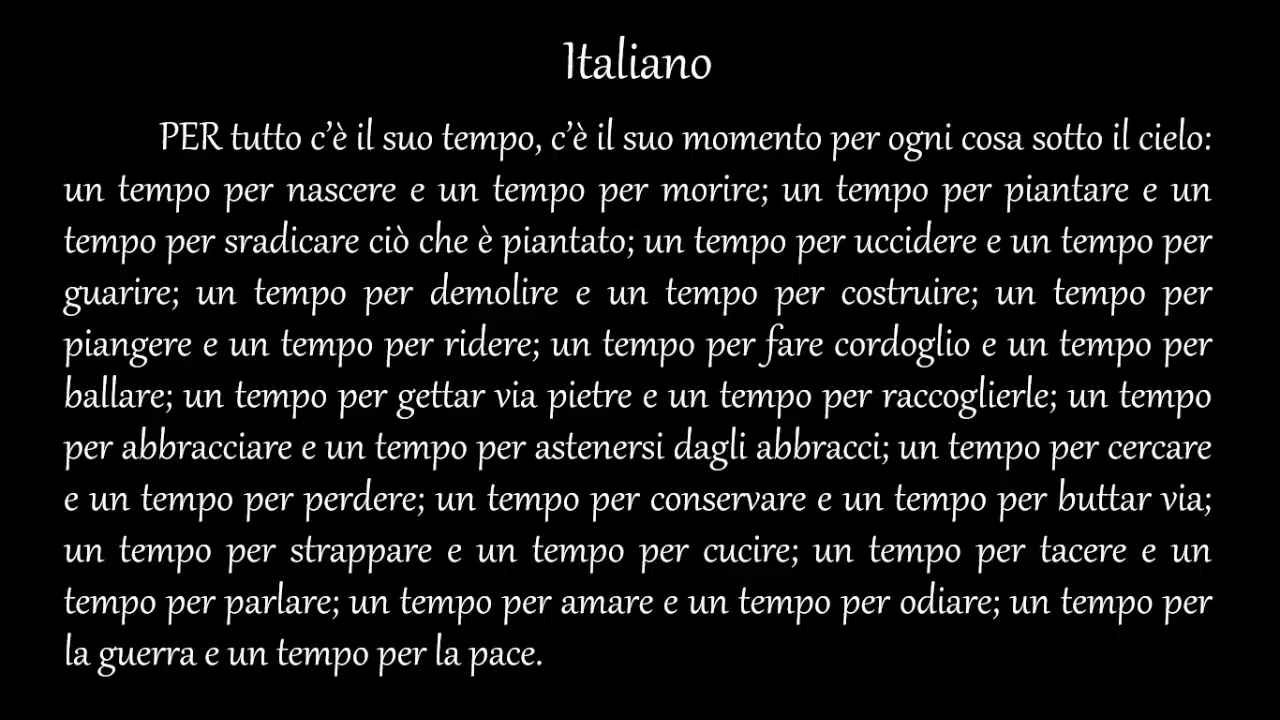 Italiano
PER tutto c’è il suo tempo, c’è il suo momento per ogni cosa sotto il cielo:
un tempo per nascere e un tempo per morire; un tempo per piantare e un
tempo per sradicare ciò che è piantato; un tempo per uccidere e un tempo per
guarire; un tempo per demolire e un tempo per costruire; un tempo per
piangere e un tempo per ridere; un tempo per fare cordoglio e un tempo per
ballare; un tempo per gettar via pietre e un tempo per raccoglierle; un tempo
per abbracciare e un tempo per astenersi dagli abbracci; un tempo per cercare
e un tempo per perdere; un tempo per conservare e un tempo per buttar via;
un tempo per strappare e un tempo per cucire; un tempo per tacere e un
tempo per parlare; un tempo per amare e un tempo per odiare; un tempo per
la guerra e un tempo per la pace.